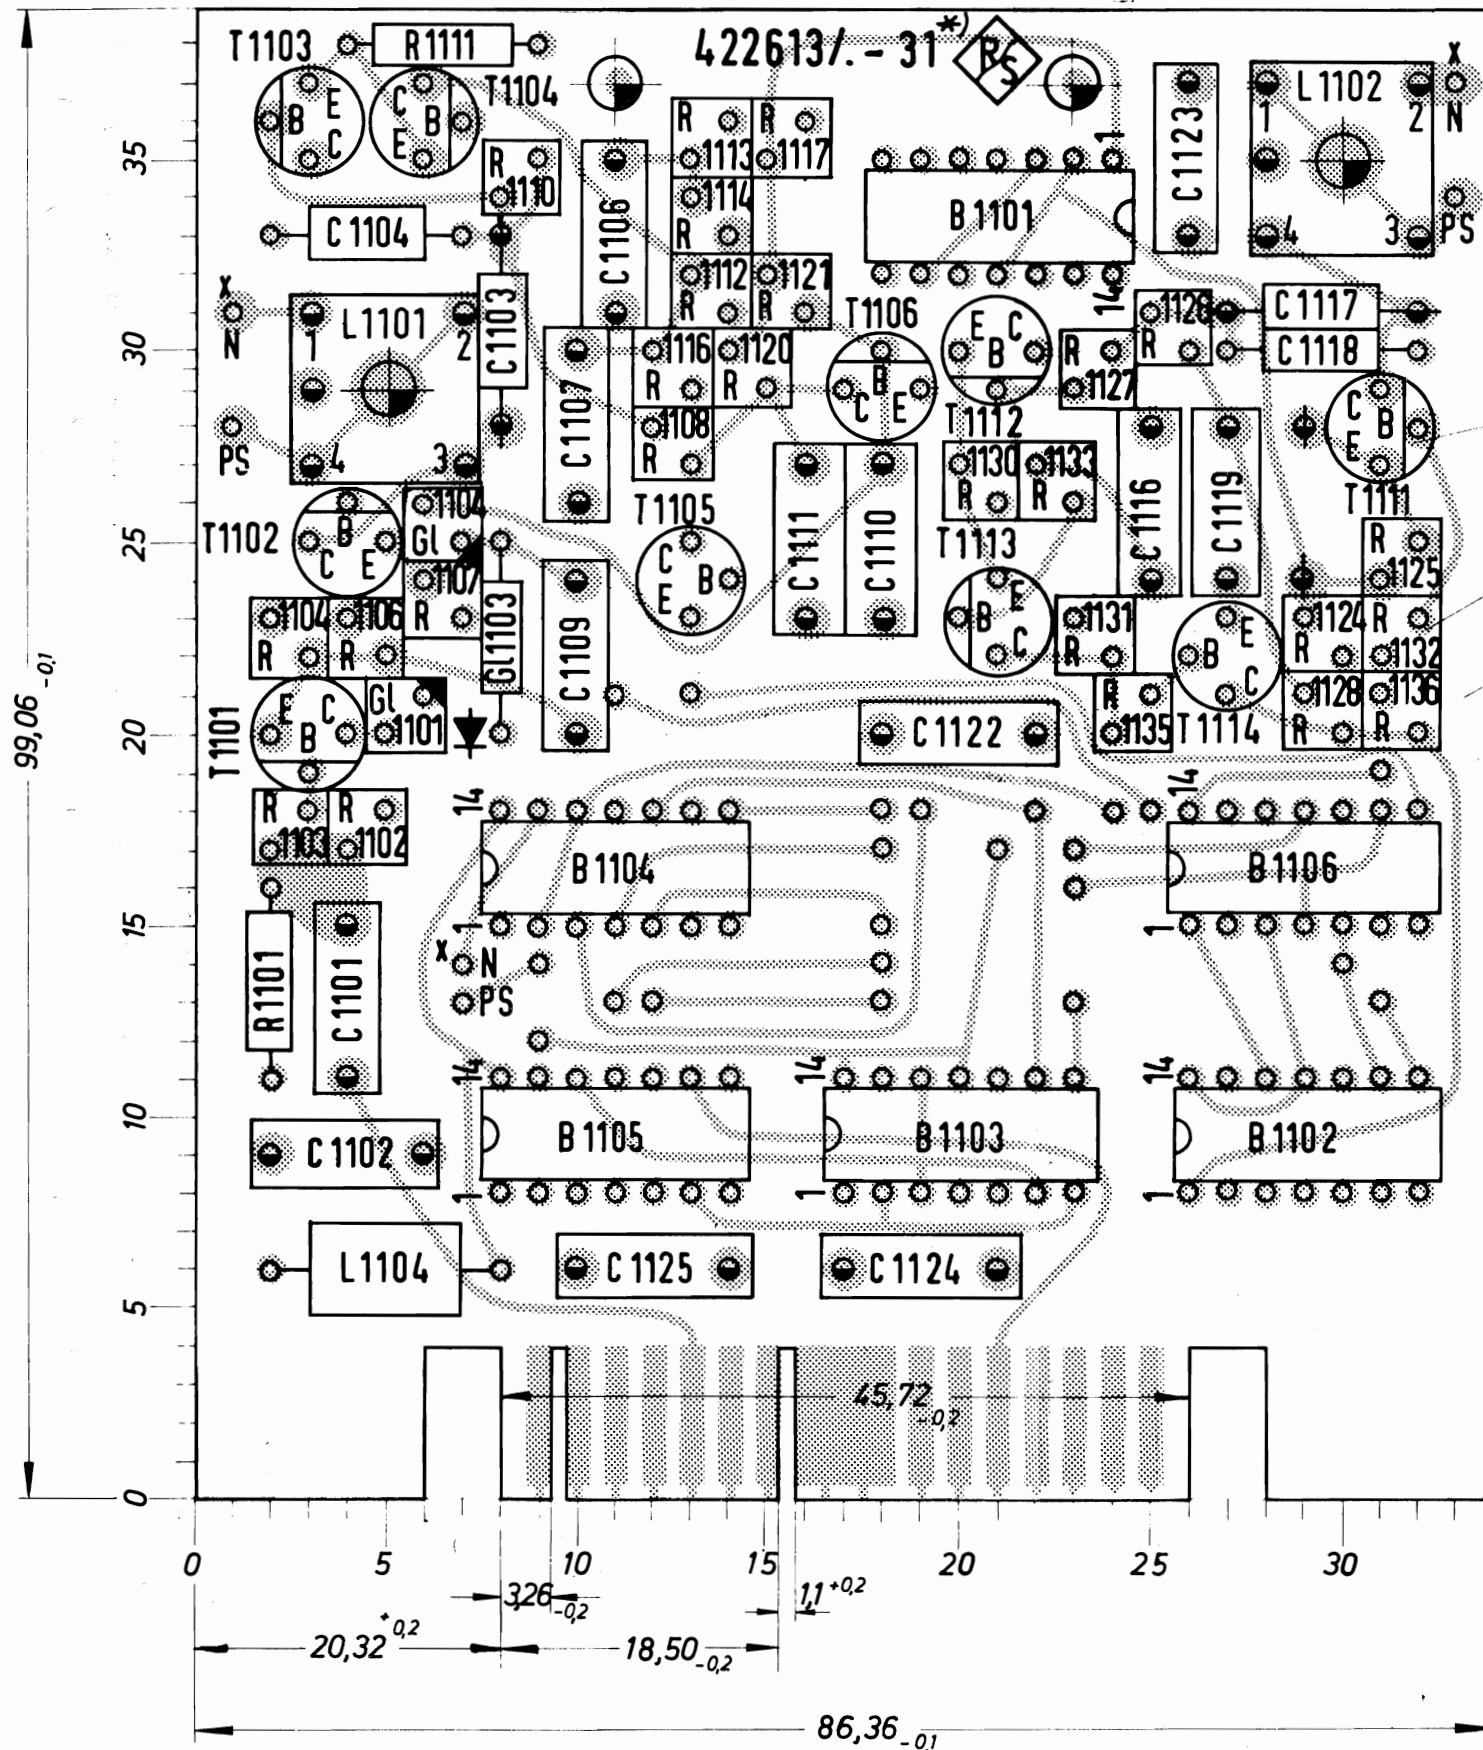 422613/.-31*) R S
T1103 R1111
T1104
E C B
B C E
R 1110
R R
1113 1117
1114
R
1112 1121
R R
C1106
B1101
1
14
C1123
L1102
1 2
4 3
X
N
PS
35
C1104
X
N
PS
L1101
1 2
4 3
C1103
C1107
T1106
B C E
E C B
T1112
1126
R
R
1127
C1117
C1118
30
1116 1120
R R
1108
R
1130 1133
R R
C B E
T1111
T1102
B C E
1104
Gl
1107
R
Gl1103
C1109
T1105
C B E
C1111
C1110
T1113
B E C
C1116
C1119
R
1125
25
1104 1106
R R
1131
R
B E C
T1114
1124 R
R 1132
1128 1136
R R
T1101
E C B
Gl
1101
C1122
R
1135
20
R R
1103 1102
14
B1104
1
14
B1106
1
15
X N
PS
R1101
C1101
14
B1105
1
14
B1103
1
14
B1102
1
10
C1102
L1104
C1125
C1124
5
0
99,06 -0,1
45,72 -0,2
0 5 10 15 20 25 30
3,26 -0,2
1,1 +0,2
20,32 +0,2
18,50 -0,2
86,36 -0,1